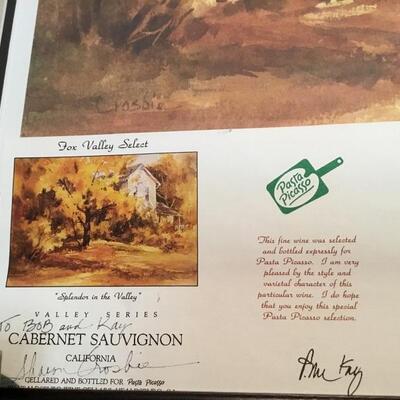 Crosbie
Fox Valley Select
Pasta
Picasso
"Splendor in the Valley"
VALLEY SERIES
To BOB and Kay
CABERNET SAUVIGNON
CALIFORNIA
Sharon Crosbie
CELLARED AND BOTTLED FOR Pasta Picasso
This fine wine was selected
and bottled expressly for
Pasta Picasso. I am very
pleased by the style and
varietal character of this
particular wine. I do hope
that you enjoy this special
Pasta Picasso selection.